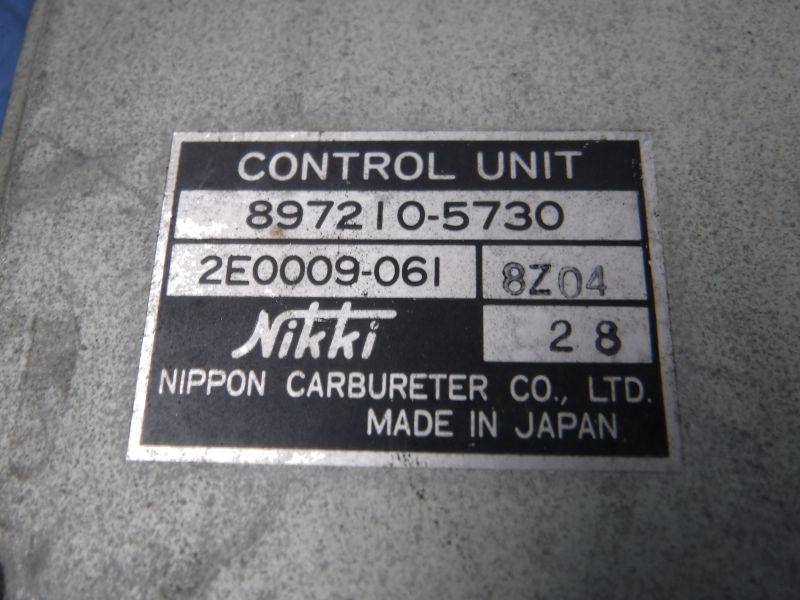 CONTROL UNIT
897210-5730
2E0009-061 8Z04
Nikki 28
NIPPON CARBURETER CO., LTD.
MADE IN JAPAN